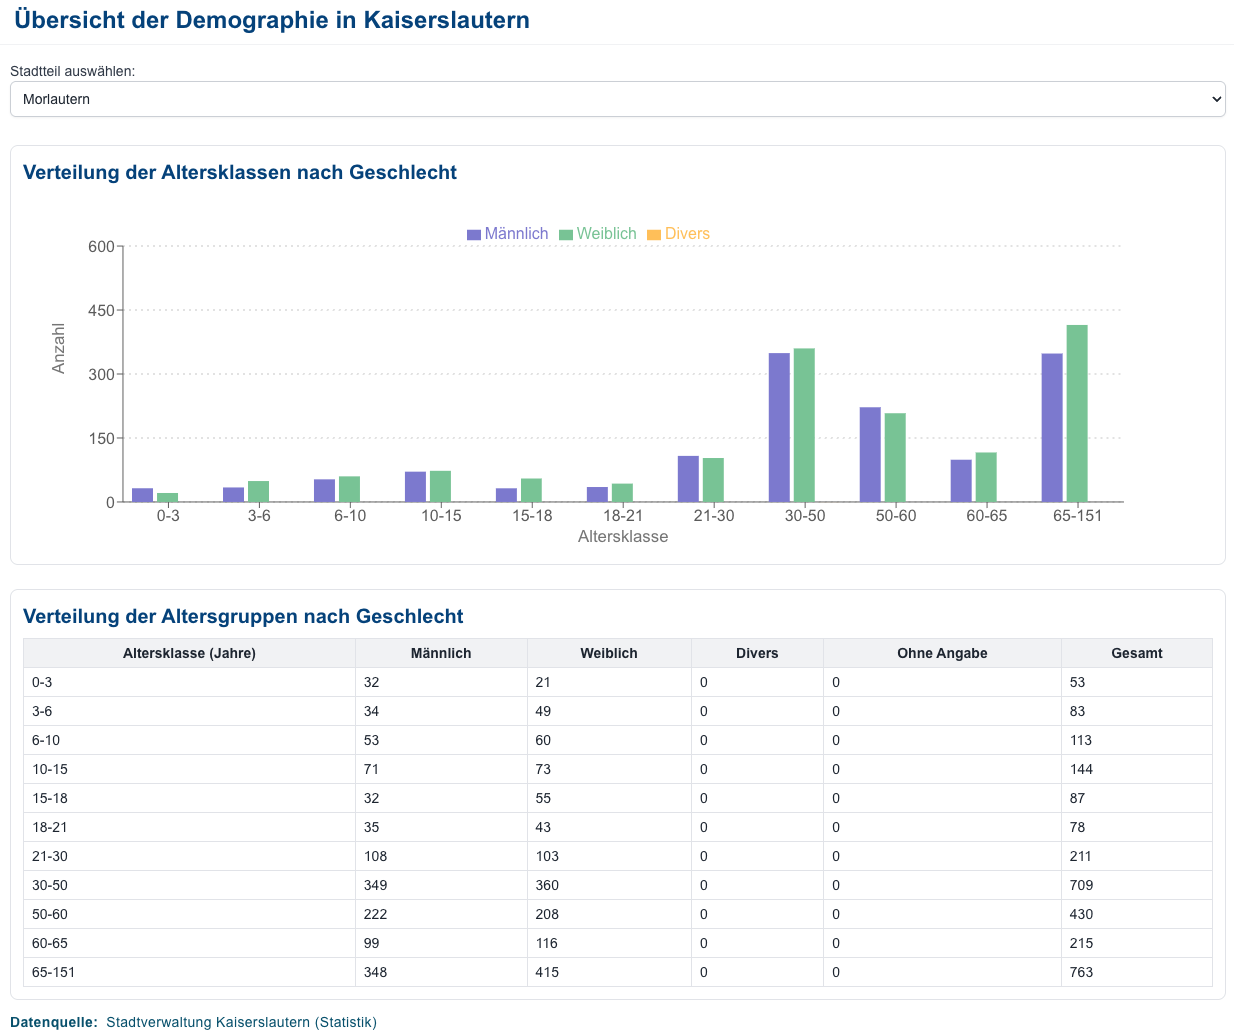 Übersicht der Demographie in Kaiserslautern
Stadtteil auswählen:
Morlautern
Verteilung der Altersklassen nach Geschlecht
Männlich Weiblich Divers
600
450
300
150
0
Anzahl
0-3 3-6 6-10 10-15 15-18 18-21 21-30 30-50 50-60 60-65 65-151
Altersklasse
Verteilung der Altersgruppen nach Geschlecht
Altersklasse (Jahre) Männlich Weiblich Divers Ohne Angabe Gesamt
0-3 32 21 0 0 53
3-6 34 49 0 0 83
6-10 53 60 0 0 113
10-15 71 73 0 0 144
15-18 32 55 0 0 87
18-21 35 43 0 0 78
21-30 108 103 0 0 211
30-50 349 360 0 0 709
50-60 222 208 0 0 430
60-65 99 116 0 0 215
65-151 348 415 0 0 763
Datenquelle: Stadtverwaltung Kaiserslautern (Statistik)